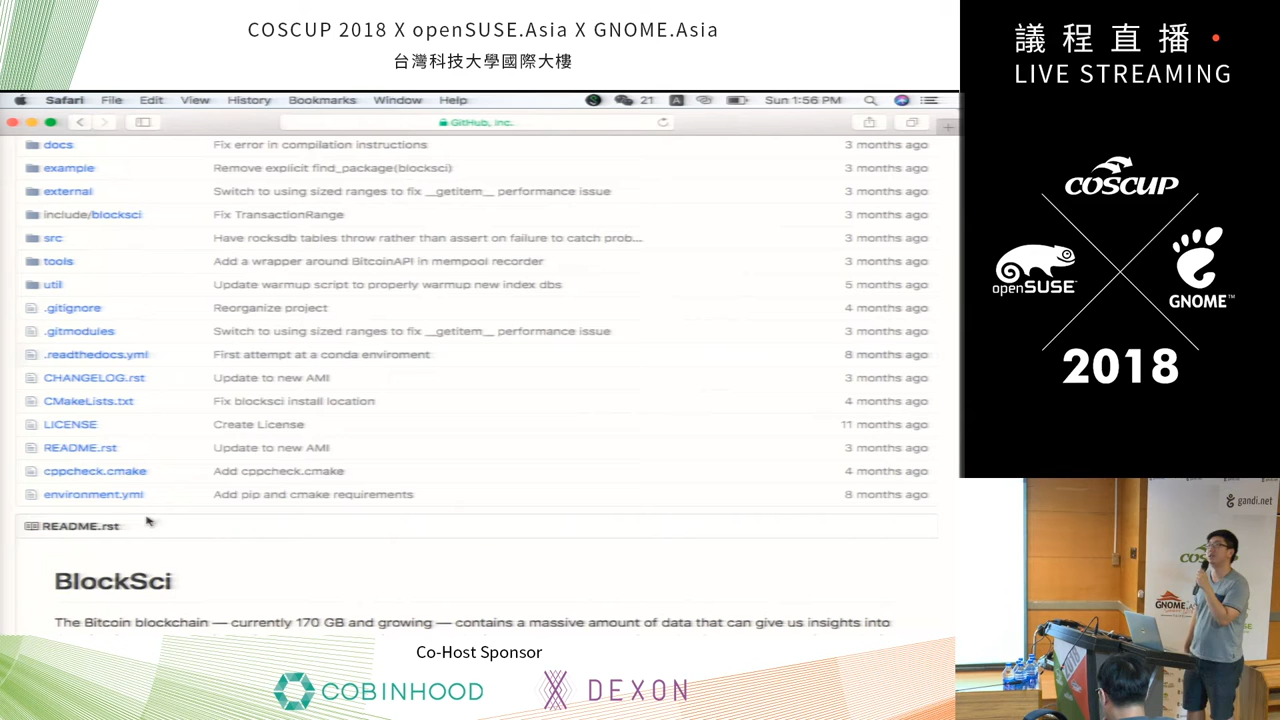 COSCUP 2018 X openSUSE.Asia X GNOME.Asia
台灣科技大學國際大樓
議程直播
LIVE STREAMING
Safari File Edit View History Bookmarks Window Help 21 A Sun 1:56 PM
GitHub, Inc.
docs Fix error in compilation instructions 3 months ago
example Remove explicit find_package(blocksci) 3 months ago
external Switch to using sized ranges to fix __getitem__ performance issue 3 months ago
include/blocksci Fix TransactionRange 3 months ago
src Have rocksdb tables throw rather than assert on failure to catch prob... 3 months ago
tools Add a wrapper around BitcoinAPI in mempool recorder 3 months ago
util Update warmup script to properly warmup new index dbs 5 months ago
.gitignore Reorganize project 4 months ago
.gitmodules Switch to using sized ranges to fix __getitem__ performance issue 3 months ago
.readthedocs.yml First attempt at a conda enviroment 8 months ago
CHANGELOG.rst Update to new AMI 3 months ago
CMakeLists.txt Fix blocksci install location 4 months ago
LICENSE Create License 11 months ago
README.rst Update to new AMI 3 months ago
cppcheck.cmake Add cppcheck.cmake 4 months ago
environment.yml Add pip and cmake requirements 8 months ago
README.rst
BlockSci
The Bitcoin blockchain — currently 170 GB and growing — contains a massive amount of data that can give us insights into
COSCUP
openSUSE
GNOME™
2018
gandi.net
Co-Host Sponsor
COBINHOOD
DEXON